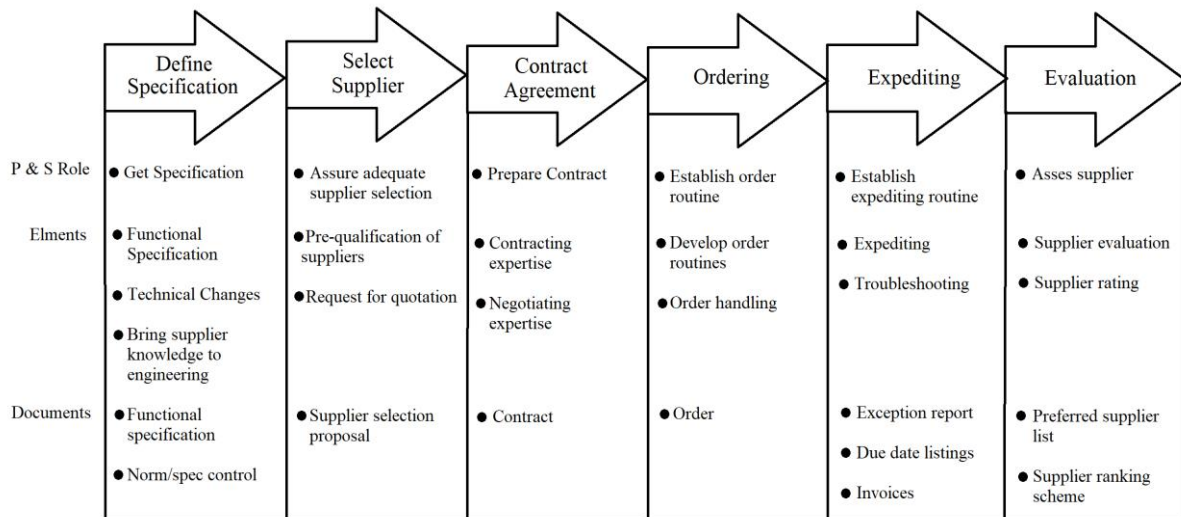 Define
Specification
Select
Supplier
Contract
Agreement
Ordering
Expediting
Evaluation
P & S Role
● Get Specification
● Assure adequate
supplier selection
● Prepare Contract
● Establish order
routine
● Establish
expediting routine
● Asses supplier
Elments
● Functional
Specification
● Technical Changes
● Bring supplier
knowledge to
engineering
● Pre-qualification of
suppliers
● Request for quotation
● Contracting
expertise
● Negotiating
expertise
● Develop order
routines
● Order handling
● Expediting
● Troubleshooting
● Supplier evaluation
● Supplier rating
Documents
● Functional
specification
● Norm/spec control
● Supplier selection
proposal
● Contract
● Order
● Exception report
● Due date listings
● Invoices
● Preferred supplier
list
● Supplier ranking
scheme